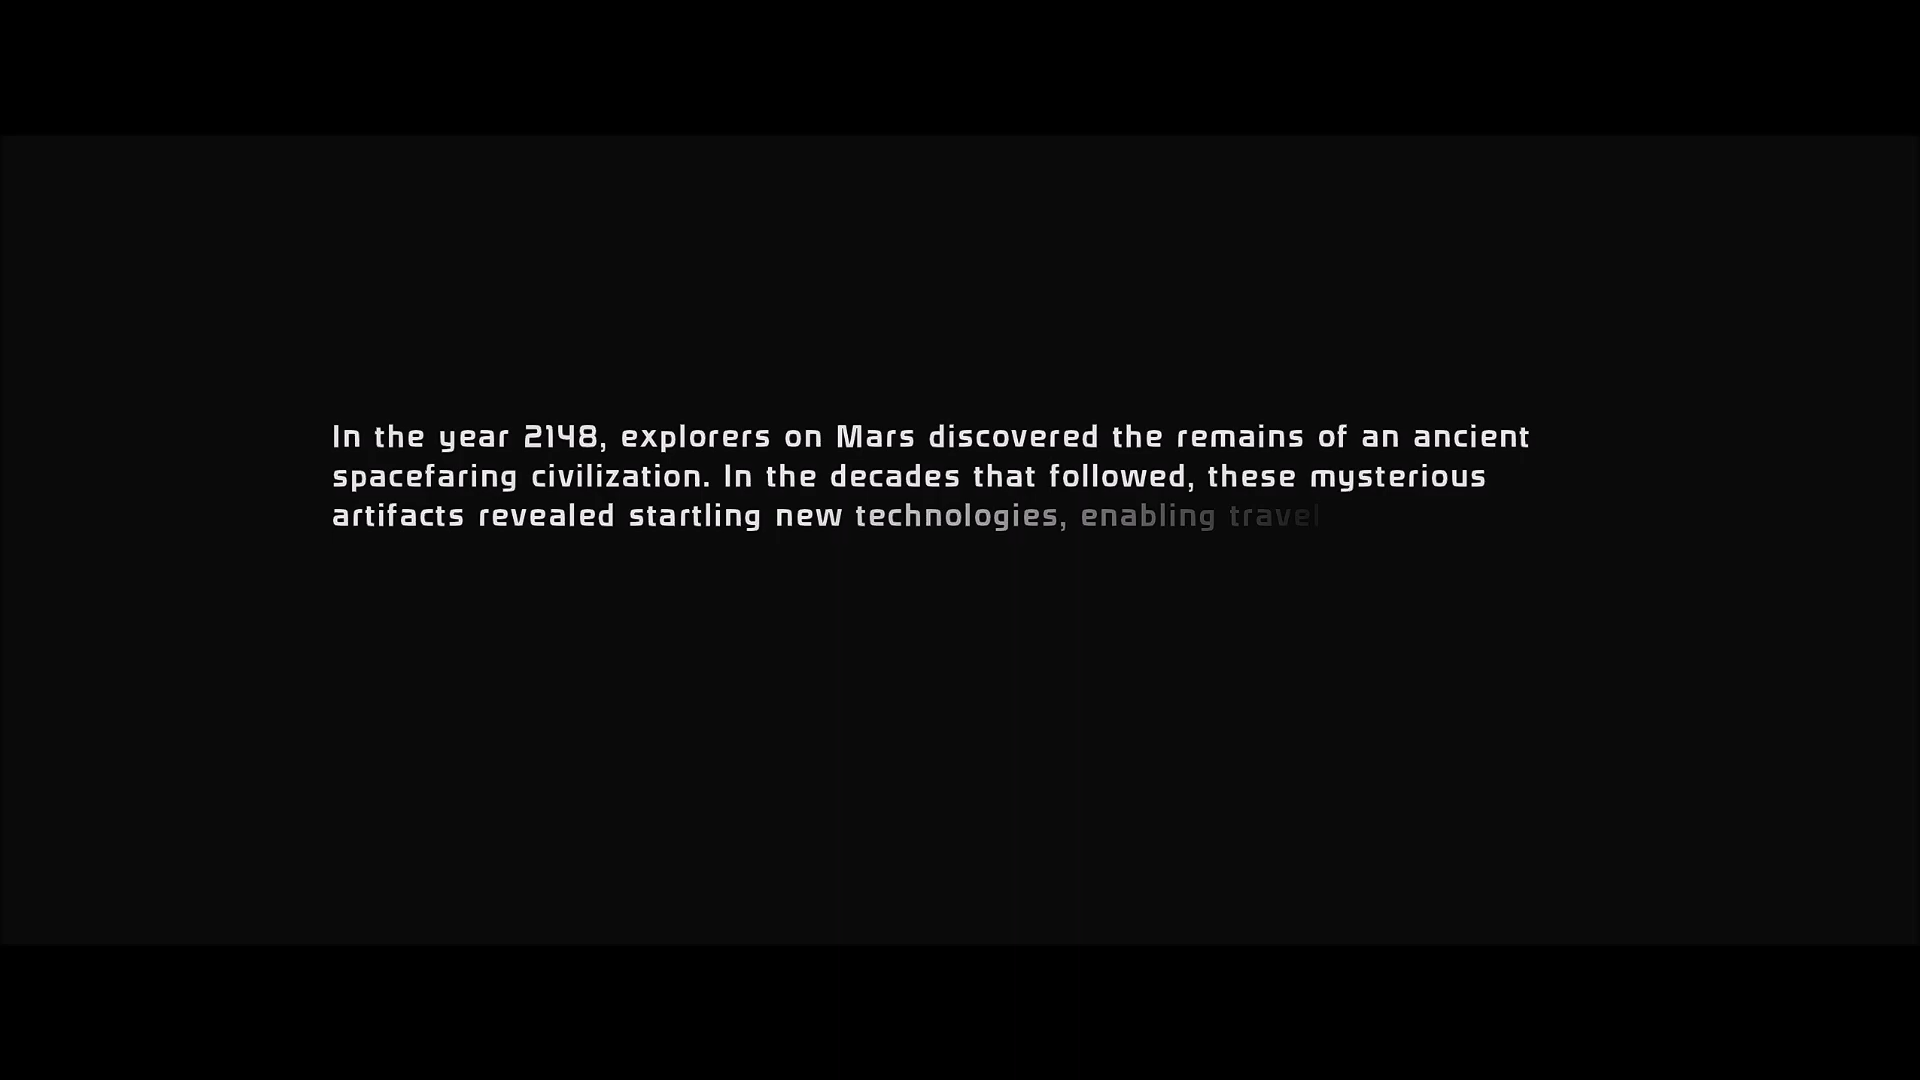 In the year 2148, explorers on Mars discovered the remains of an ancient
spacefaring civilization. In the decades that followed, these mysterious
artifacts revealed startling new technologies, enabling travel